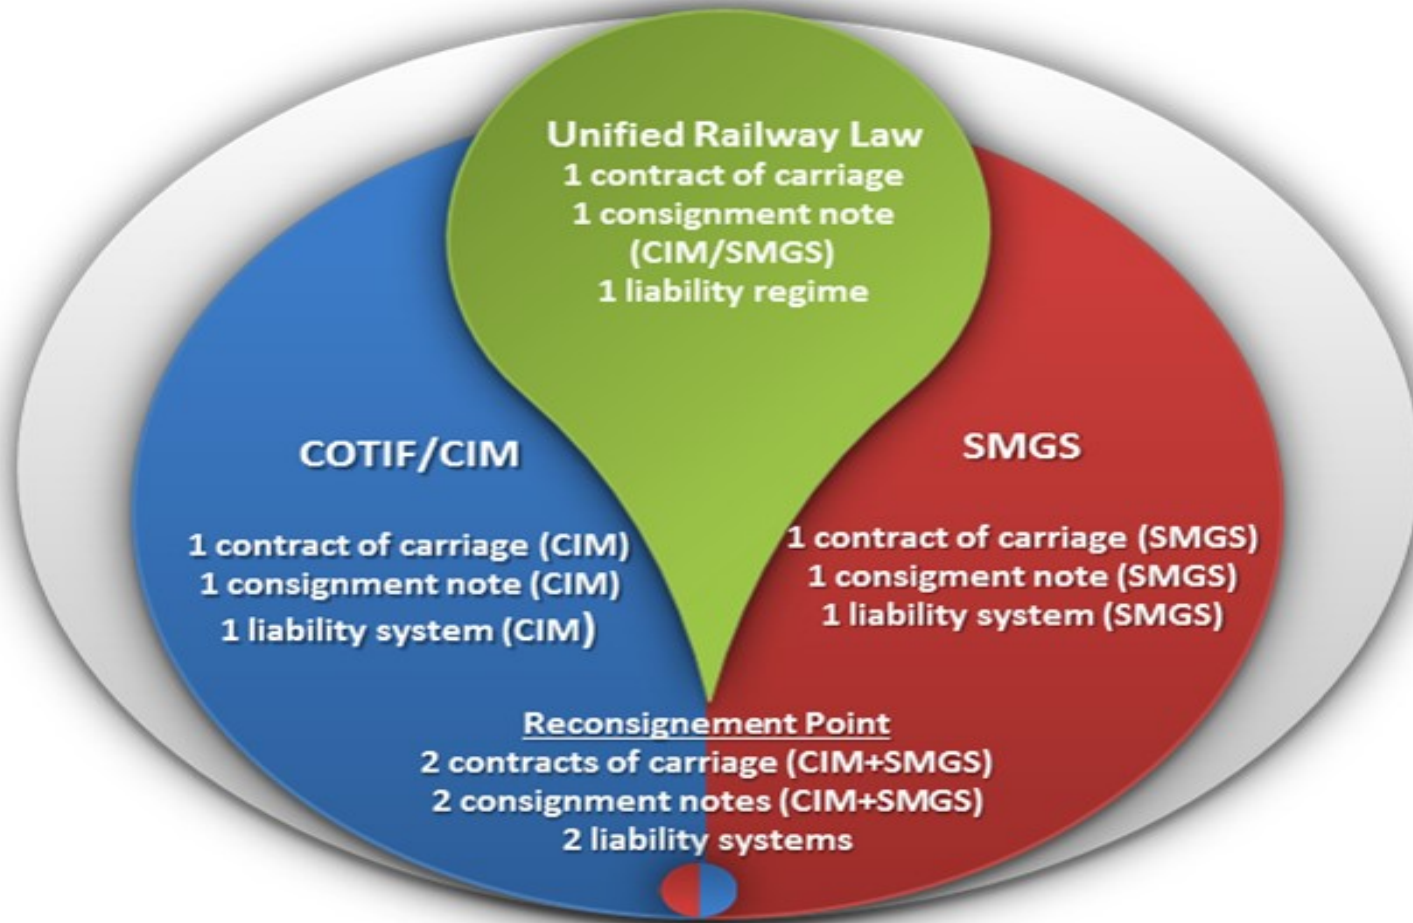 Unified Railway Law
1 contract of carriage
1 consignment note
(CIM/SMGS)
1 liability regime
COTIF/CIM
1 contract of carriage (CIM)
1 consignment note (CIM)
1 liability system (CIM)
SMGS
1 contract of carriage (SMGS)
1 consigment note (SMGS)
1 liability system (SMGS)
Reconsignement Point
2 contracts of carriage (CIM+SMGS)
2 consignment notes (CIM+SMGS)
2 liability systems